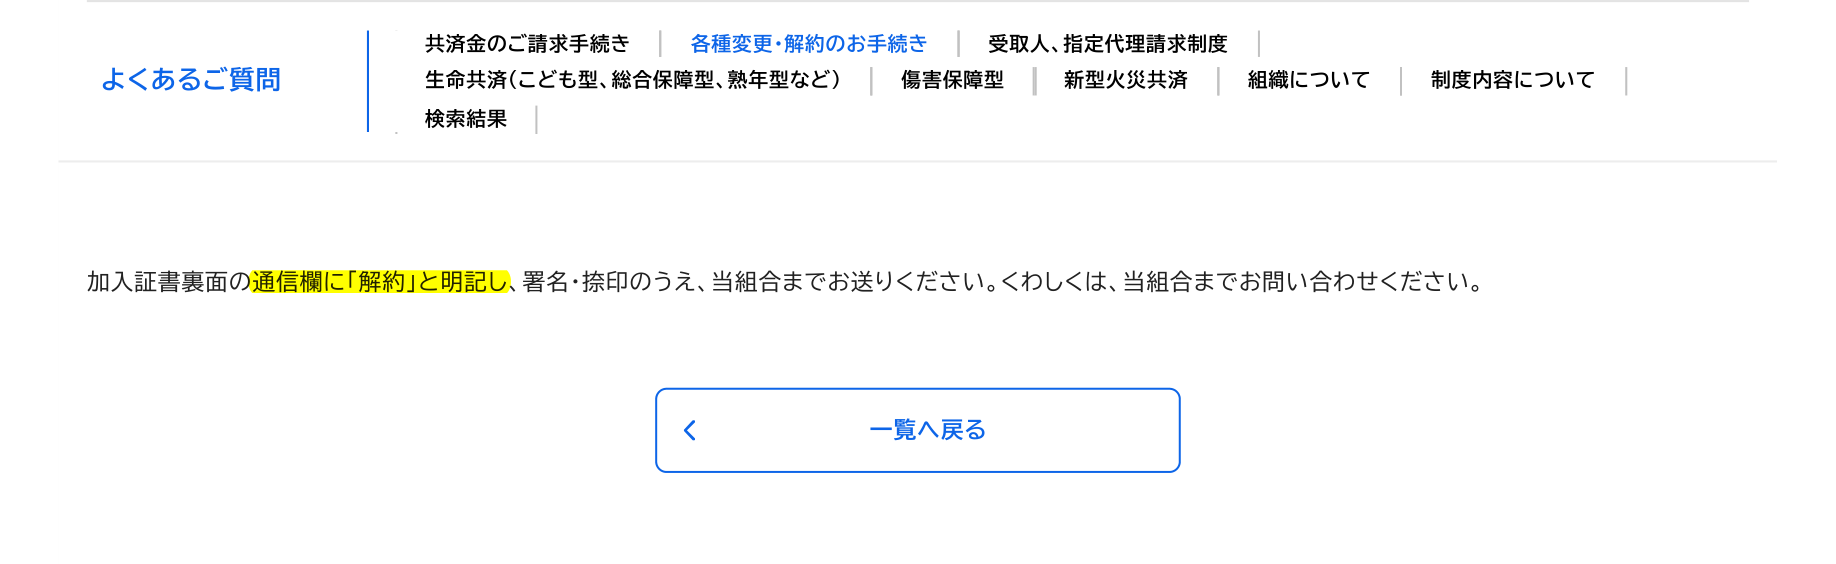 よくあるご質問
共済金のご請求手続き
各種変更・解約のお手続き
受取人、指定代理請求制度
生命共済(こども型、総合保障型、熟年型など)
傷害保障型
新型火災共済
組織について
制度内容について
検索結果
加入証書裏面の通信欄に「解約」と明記し、署名・捺印のうえ、当組合までお送りください。くわしくは、当組合までお問い合わせください。
一覧へ戻る